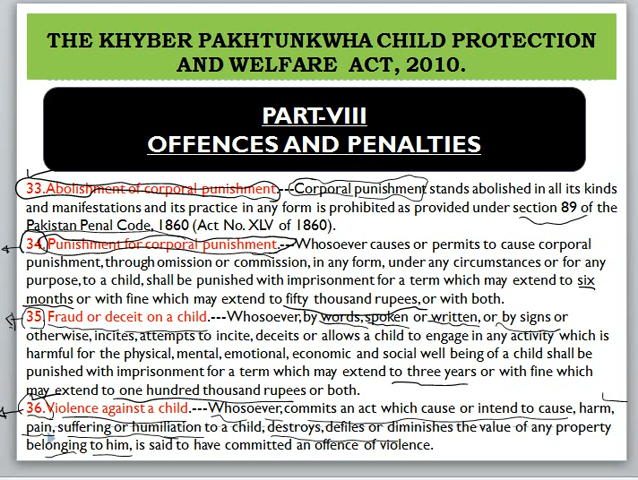 THE KHYBER PAKHTUNKWHA CHILD PROTECTION
AND WELFARE ACT, 2010.
PART-VIII
OFFENCES AND PENALTIES
33.Abolishment of corporal punishment.---Corporal punishment stands abolished in all its kinds
and manifestations and its practice in any form is prohibited as provided under section 89 of the
Pakistan Penal Code, 1860 (Act No. XLV of 1860).
34. Punishment for corporal punishment.---Whosoever causes or permits to cause corporal
punishment, through omission or commission, in any form, under any circumstances or for any
purpose, to a child, shall be punished with imprisonment for a term which may extend to six
months or with fine which may extend to fifty thousand rupees, or with both.
35. Fraud or deceit on a child.---Whosoever, by words, spoken or written, or by signs or
otherwise, incites, attempts to incite, deceits or allows a child to engage in any activity which is
harmful for the physical, mental, emotional, economic and social well being of a child shall be
punished with imprisonment for a term which may extend to three years or with fine which
may extend to one hundred thousand rupees or both.
36.Violence against a child.---Whosoever, commits an act which cause or intend to cause, harm,
pain, suffering or humiliation to a child, destroys, defiles or diminishes the value of any property
belonging to him, is said to have committed an offence of violence.